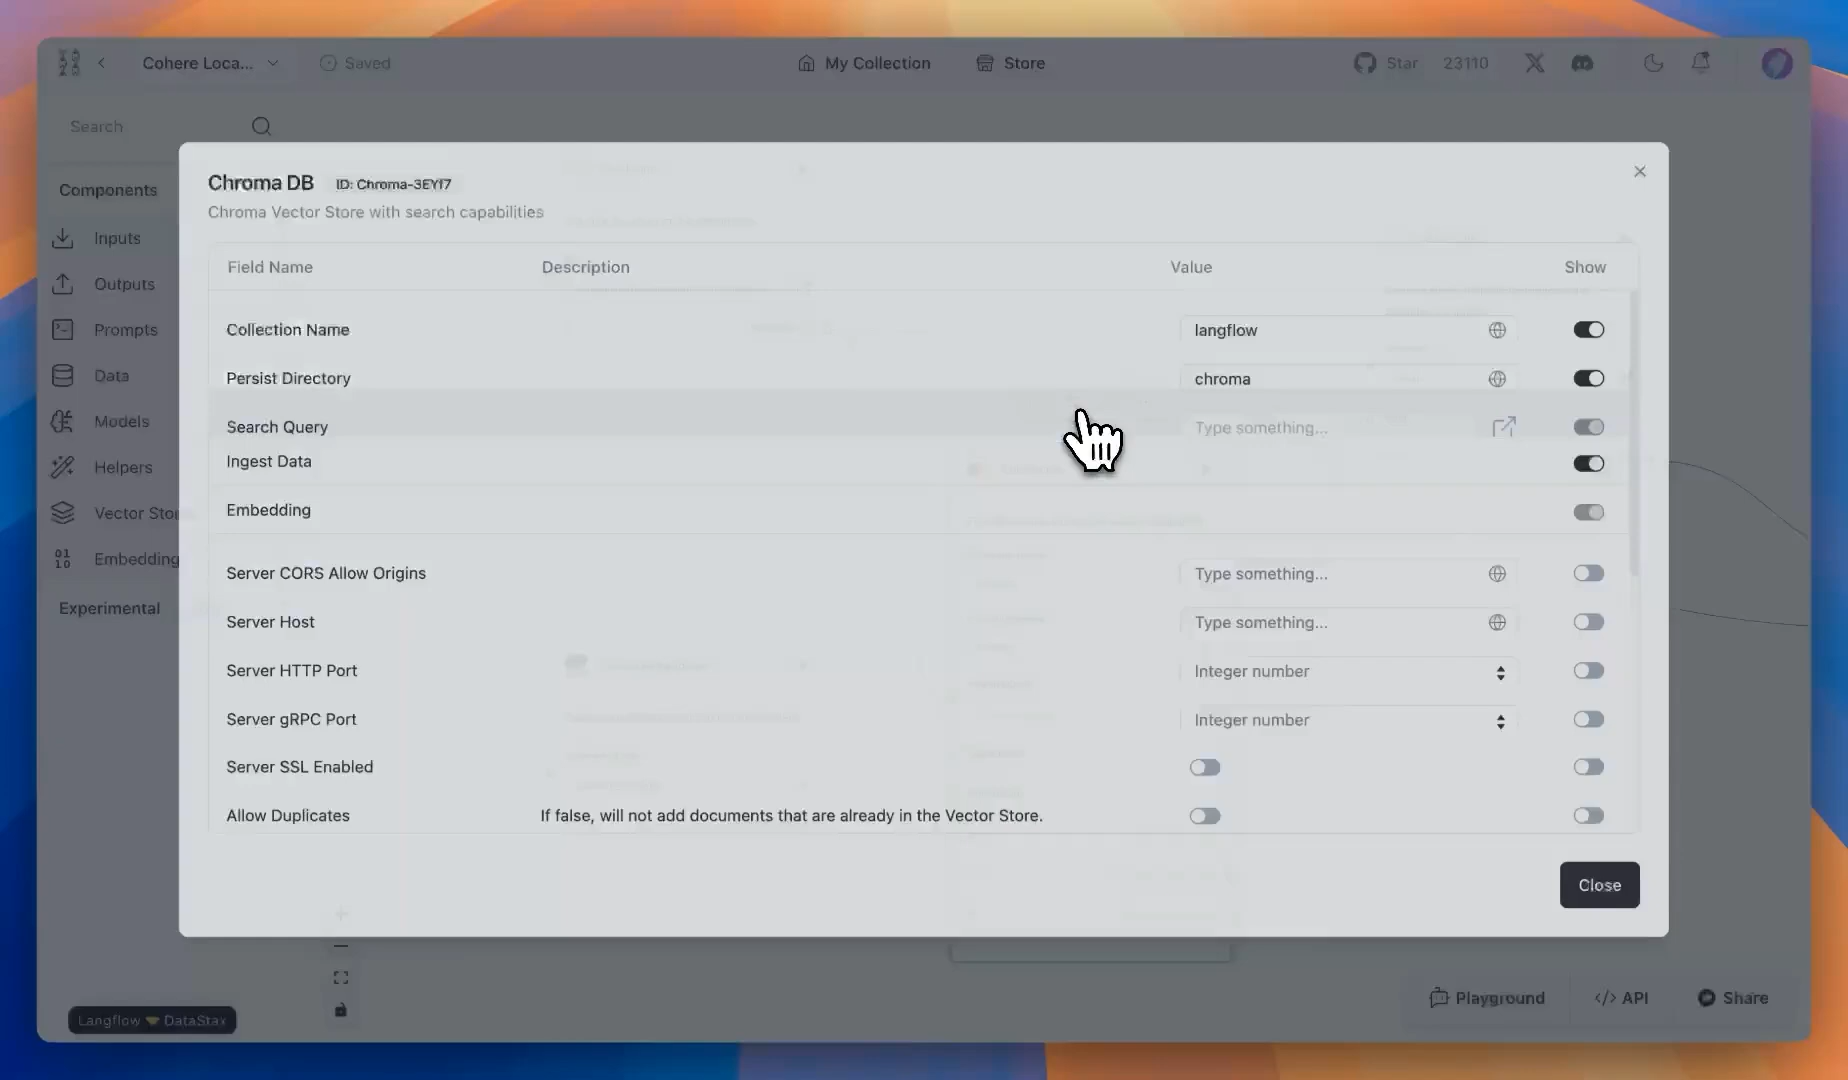 Cohere Loca...
Saved
My Collection
Store
Star 23110
Search
Components
Inputs
Outputs
Prompts
Data
Models
Helpers
Vector Sto
Embedding
Experimental
Chroma DB ID: Chroma-3EYf7
Chroma Vector Store with search capabilities
Field Name Description Value Show
Collection Name langflow
Persist Directory chroma
Search Query Type something...
Ingest Data
Embedding
Server CORS Allow Origins Type something...
Server Host Type something...
Server HTTP Port Integer number
Server gRPC Port Integer number
Server SSL Enabled
Allow Duplicates If false, will not add documents that are already in the Vector Store.
Close
Langflow 🤝 DataStax
Playground
</> API
Share